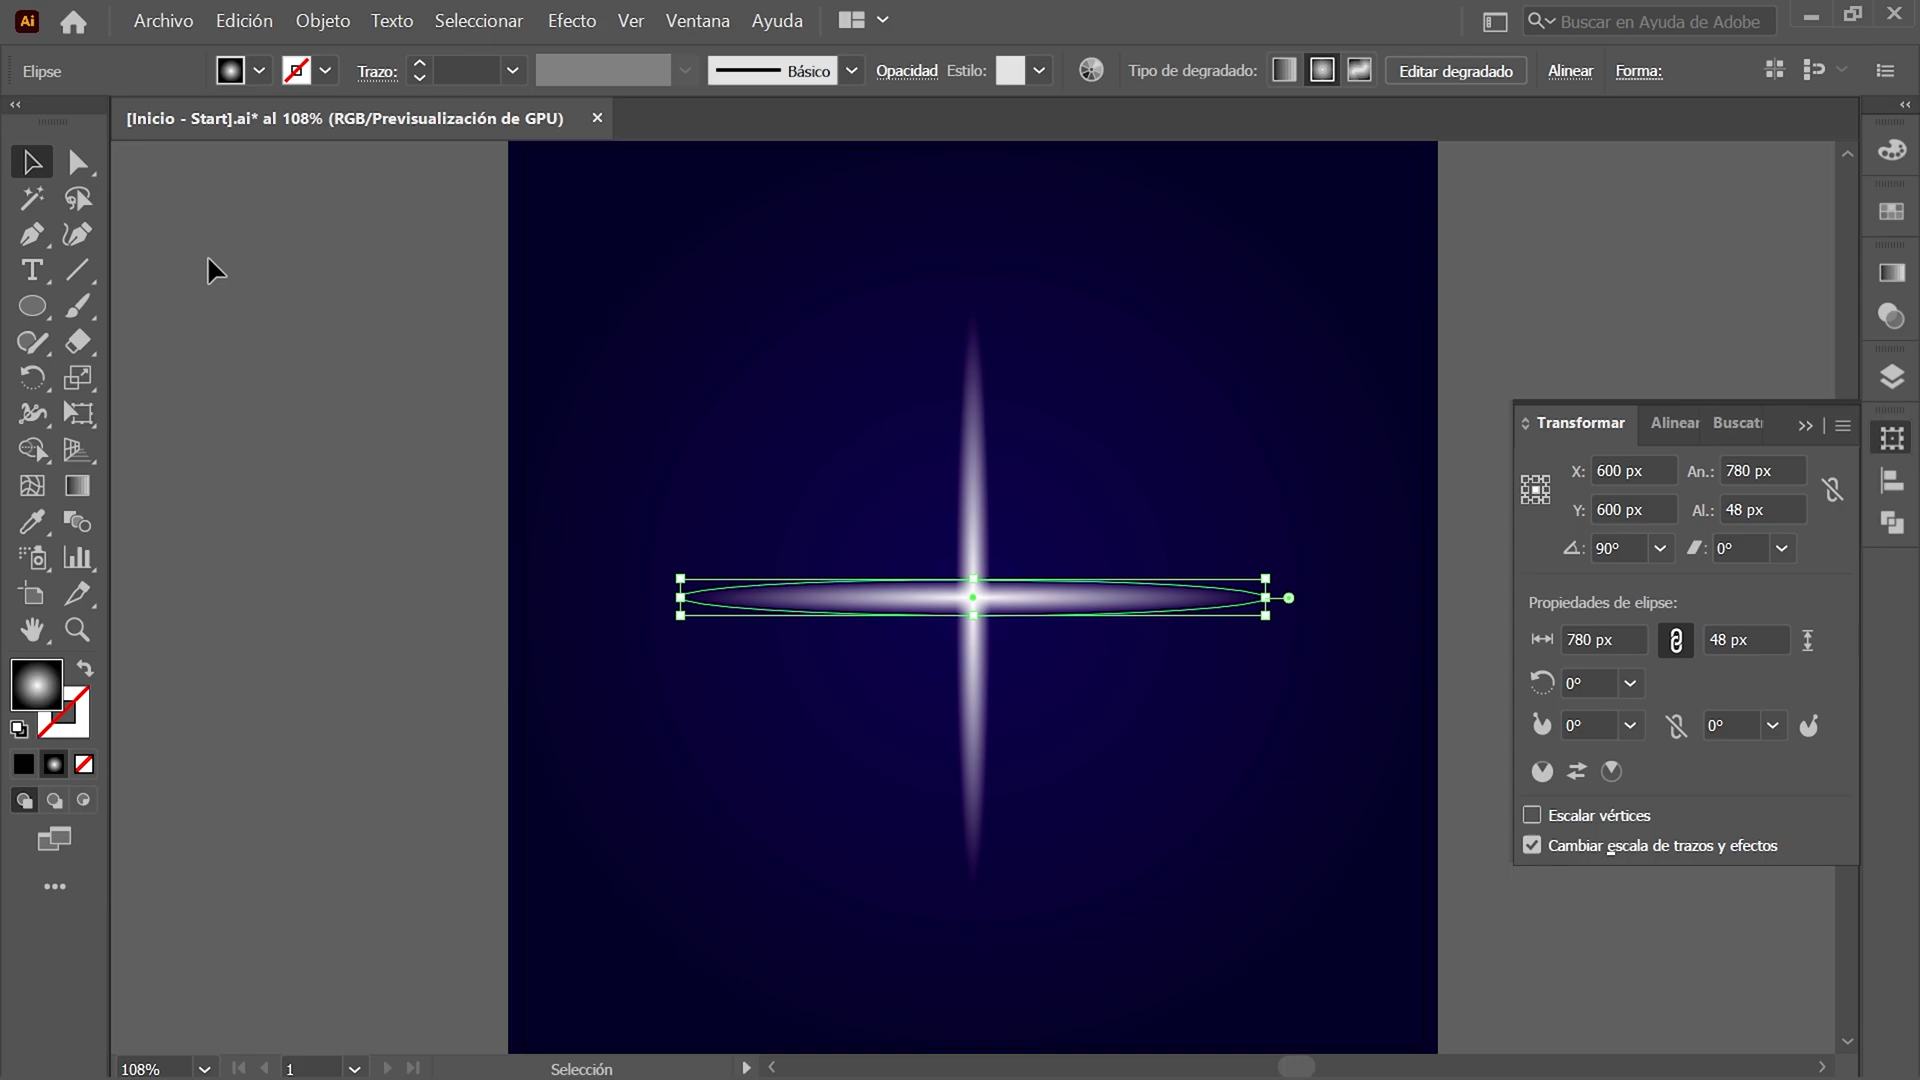 Ai
Archivo Edición Objeto Texto Seleccionar Efecto Ver Ventana Ayuda
Buscar en Ayuda de Adobe
Elipse
Trazo:
Básico
Opacidad
Estilo:
Tipo de degradado:
Editar degradado
Alinear
Forma:
[Inicio - Start].ai* al 108% (RGB/Previsualización de GPU)
Transformar
Alinear
X: 600 px An.: 780 px
Y: 600 px Al.: 48 px
90° 0°
Propiedades de elipse:
780 px 48 px
0°
0° 0°
Escalar vértices
Cambiar escala de trazos y efectos
108%
1
Selección